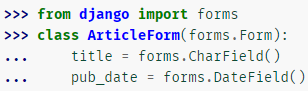 >>> from django import forms
>>> class ArticleForm(forms.Form):
...     title = forms.CharField()
...     pub_date = forms.DateField()